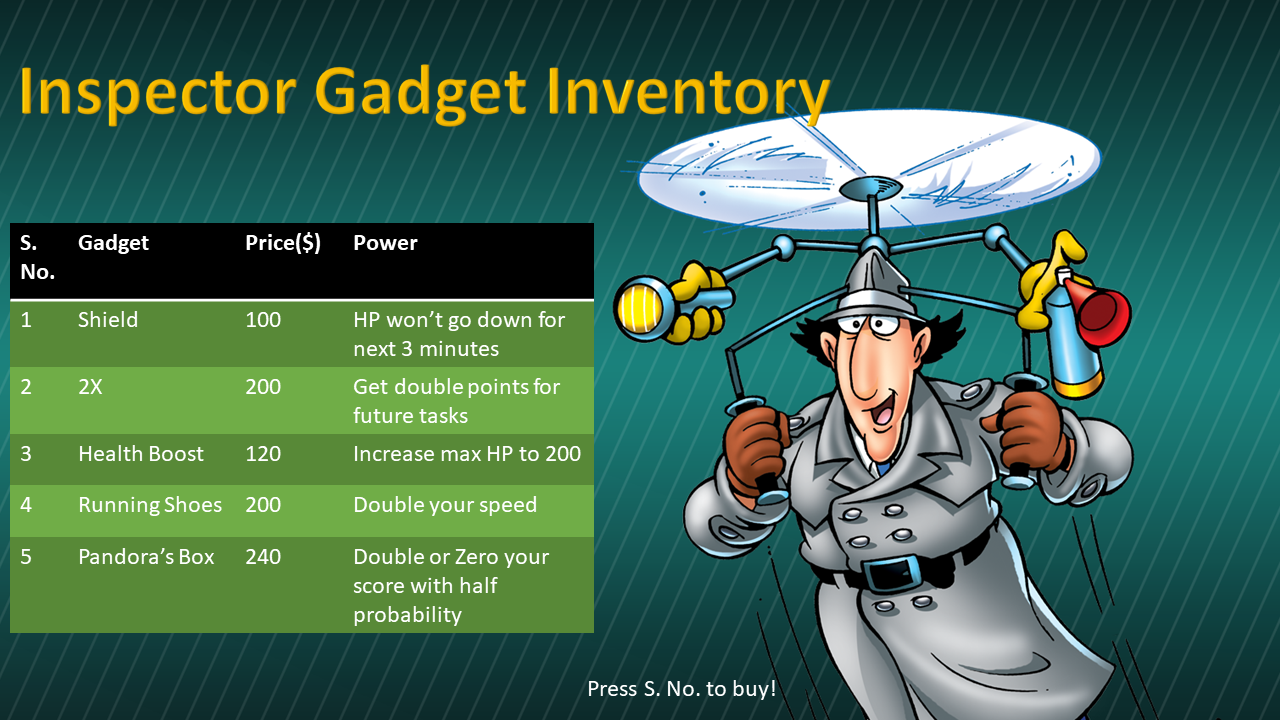 Inspector Gadget Inventory
S. No. Gadget Price($) Power
1 Shield 100 HP won’t go down for
next 3 minutes
2 2X 200 Get double points for
future tasks
3 Health Boost 120 Increase max HP to 200
4 Running Shoes 200 Double your speed
5 Pandora’s Box 240 Double or Zero your
score with half
probability
Press S. No. to buy!